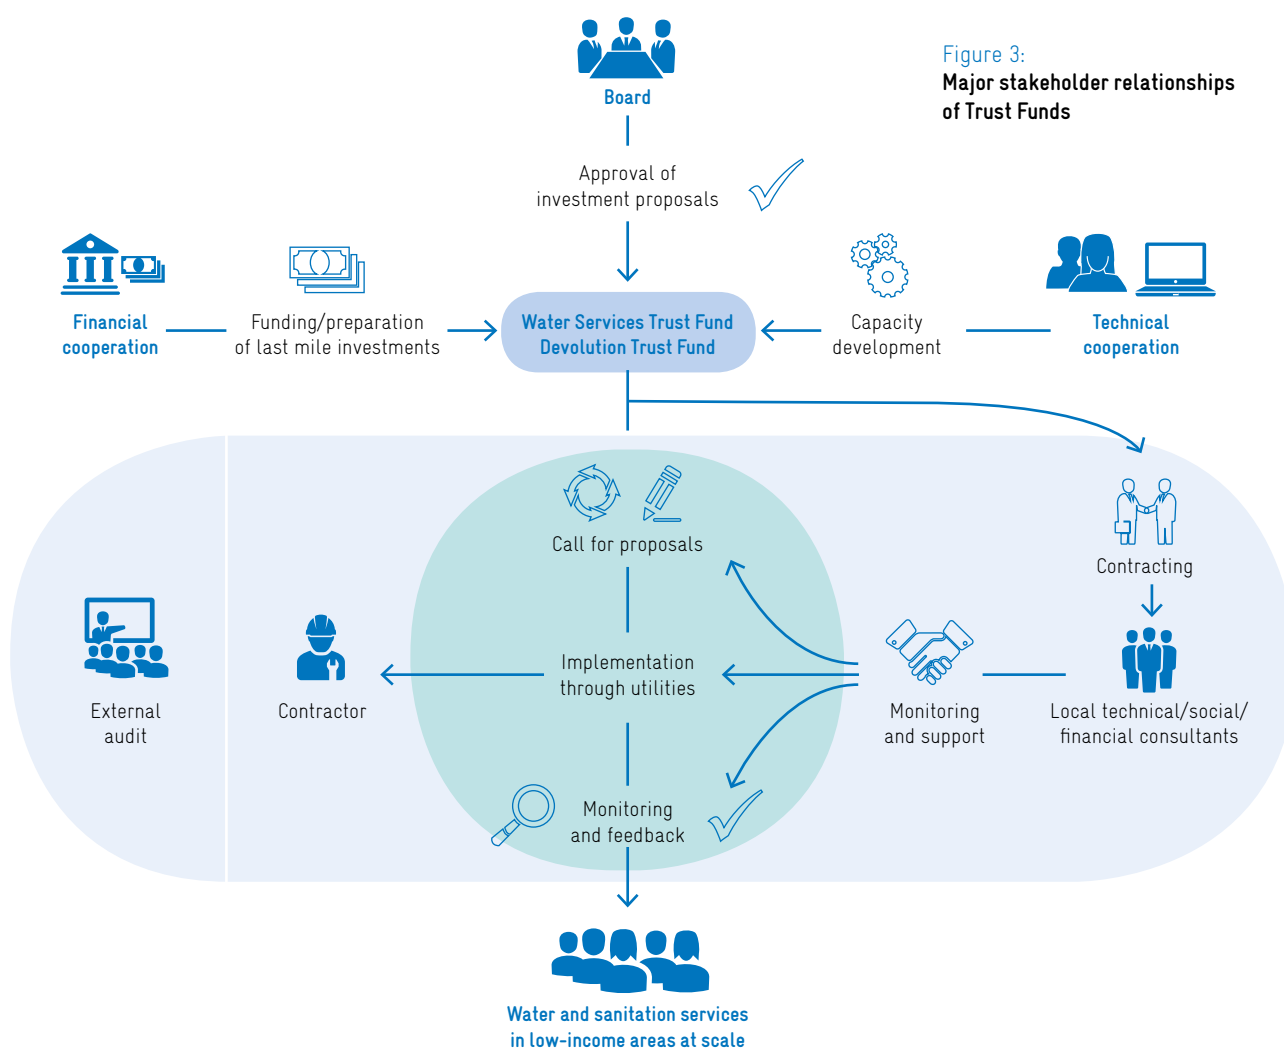 Figure 3:
Major stakeholder relationships
of Trust Funds
Board
Approval of
investment proposals
Financial
cooperation
Funding/preparation
of last mile investments
Water Services Trust Fund
Devolution Trust Fund
Capacity
development
Technical
cooperation
Call for proposals
Contracting
Implementation
through utilities
External
audit
Contractor
Monitoring
and support
Local technical/social/
financial consultants
Monitoring
and feedback
Water and sanitation services
in low-income areas at scale